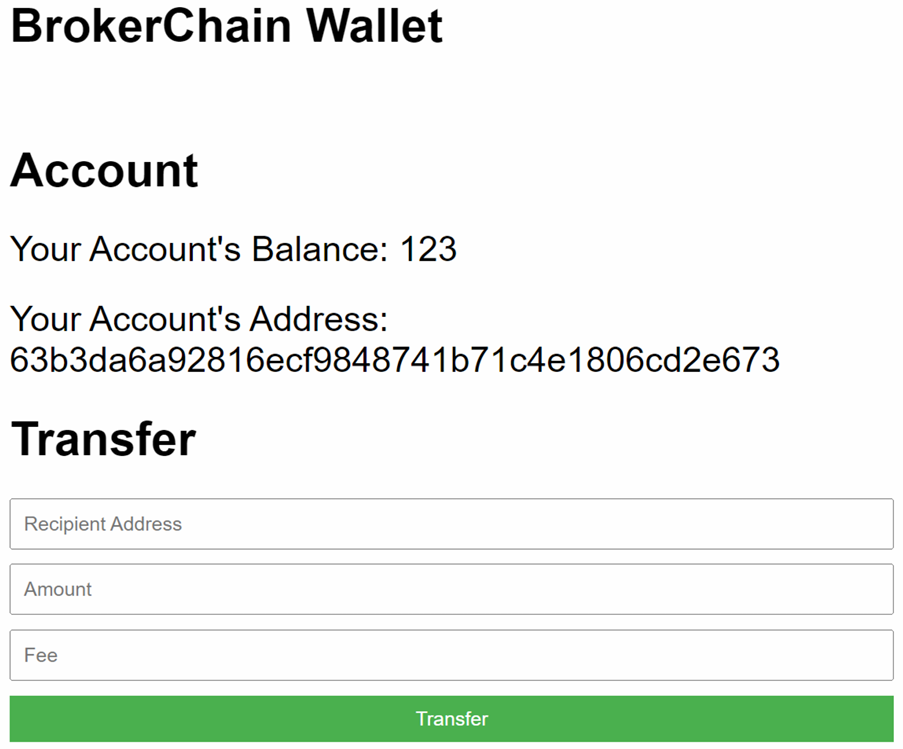 BrokerChain Wallet
Account
Your Account's Balance: 123
Your Account's Address:
63b3da6a92816ecf9848741b71c4e1806cd2e673
Transfer
Recipient Address
Amount
Fee
Transfer